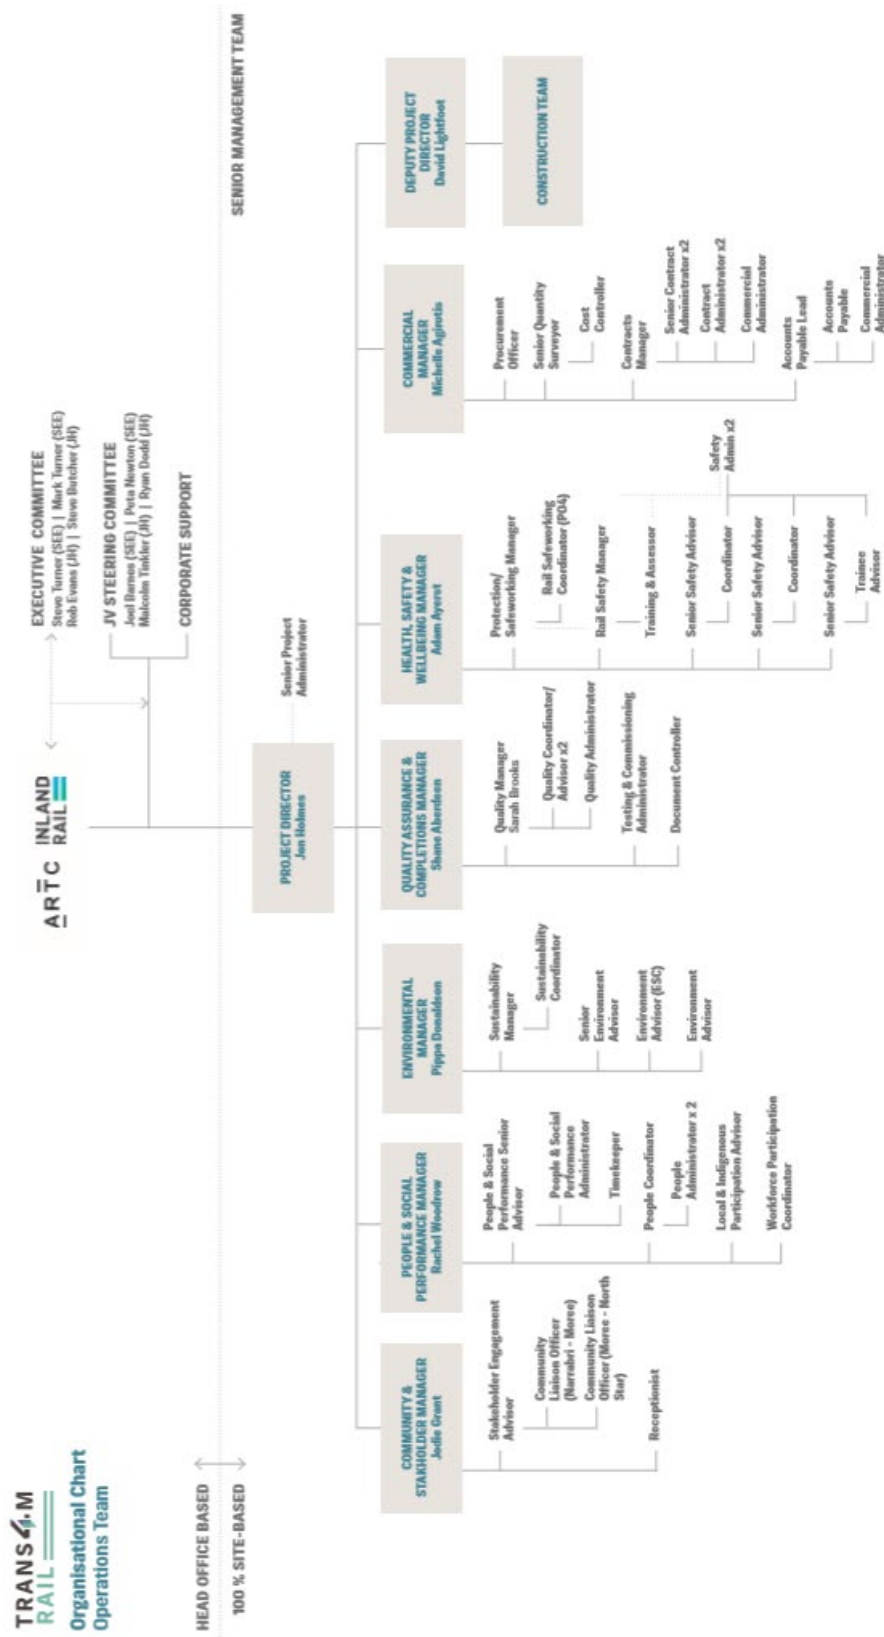 TRANS4M
RAIL
Organisational Chart
Operations Team
ARTC
INLAND
RAIL
EXECUTIVE COMMITTEE
Steve Turner (SEE) | Mark Turner (SEE)
Rob Evans (JH) | Steve Butcher (JH)
JV STEERING COMMITTEE
Joel Barnes (SEE) | Peta Newton (SEE)
Malcolm Tinkler (JH) | Ryan Dodd (JH)
CORPORATE SUPPORT
HEAD OFFICE BASED
100 % SITE-BASED
SENIOR MANAGEMENT TEAM
PROJECT DIRECTOR
Jon Holmes
Senior Project
Administrator
COMMUNITY &
STAKHOLDER MANAGER
Jodie Grant
Stakeholder Engagement
Advisor
Community
Liaison Officer
(Narrabri - Moree)
Community Liaison
Officer (Moree - North
Star)
Receptionist
PEOPLE & SOCIAL
PERFORMANCE MANAGER
Rachel Woodrow
People & Social
Performance Senior
Advisor
People & Social
Performance
Administrator
Timekeeper
People Coordinator
People
Administrator x 2
Local & Indigenous
Participation Advisor
Workforce Participation
Coordinator
ENVIRONMENTAL
MANAGER
Pippa Donaldson
Sustainability
Manager
Sustainability
Coordinator
Senior
Environment
Advisor
Environment
Advisor (ESC)
Environment
Advisor
QUALITY ASSURANCE &
COMPLETIONS MANAGER
Shane Aberdeen
Quality Manager
Sarah Brooks
Quality Coordinator/
Advisor x2
Quality Administrator
Testing & Commissioning
Administrator
Document Controller
HEALTH, SAFETY &
WELLBEING MANAGER
Adam Ayerst
Protection/
Safeworking Manager
Rail Safeworking
Coordinator (PO4)
Rail Safety Manager
Training & Assessor
Safety
Admin x2
Senior Safety Advisor
Coordinator
Senior Safety Advisor
Coordinator
Senior Safety Advisor
Trainee
Advisor
COMMERCIAL
MANAGER
Michelle Agirotis
Procurement
Officer
Senior Quantity
Surveyor
Cost
Controller
Contracts
Manager
Senior Contract
Administrator x2
Contract
Administrator x2
Commercial
Administrator
Accounts
Payable Lead
Accounts
Payable
Commercial
Administrator
DEPUTY PROJECT
DIRECTOR
David Lightfoot
CONSTRUCTION TEAM